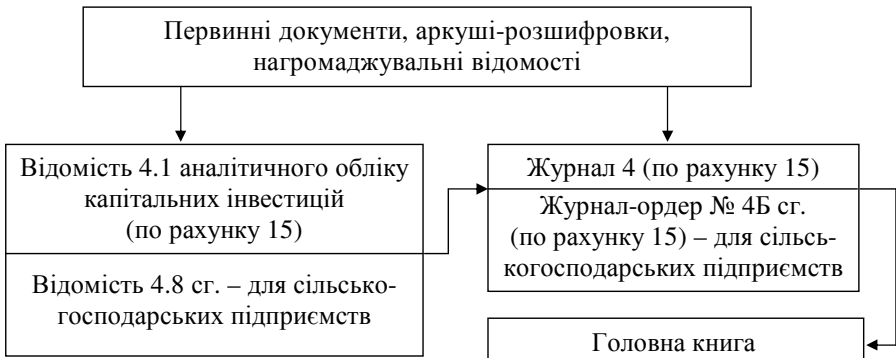 Первинні документи, аркуші-розшифровки,
нагромаджувальні відомості
Відомість 4.1 аналітичного обліку
капітальних інвестицій
(по рахунку 15)
Відомість 4.8 сг. – для сільсько-
господарських підприємств
Журнал 4 (по рахунку 15)
Журнал-ордер № 4Б сг.
(по рахунку 15) – для сільсь-
когосподарських підприємств
Головна книга